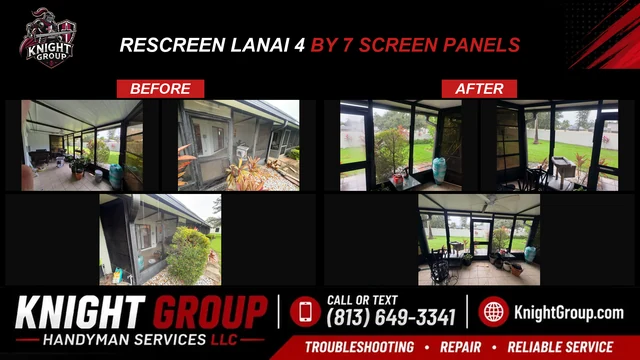 KNIGHT
GROUP
RESCREEN LANAI 4 BY 7 SCREEN PANELS
BEFORE
AFTER
KNIGHT GROUP
HANDYMAN SERVICES LLC
CALL OR TEXT
(813) 649-3341
KnightGroup.com
TROUBLESHOOTING • REPAIR • RELIABLE SERVICE